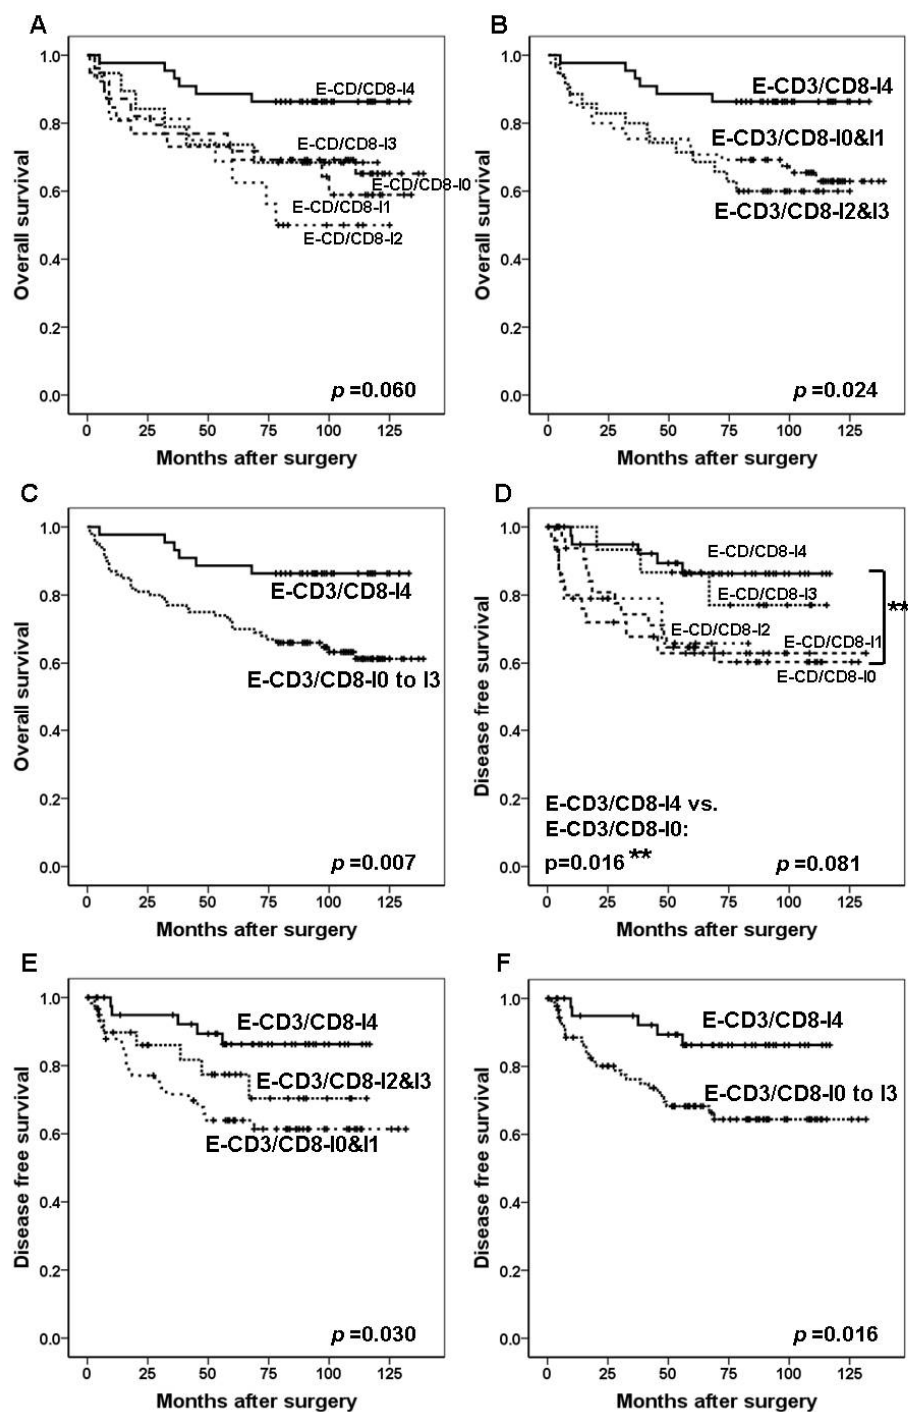 A
Overall survival
1.0
0.8
0.6
0.4
0.2
0.0
E-CD/CD8-I4
E-CD/CD8-I3
E-CD/CD8-I0
E-CD/CD8-I1
E-CD/CD8-I2
p =0.060
0 25 50 75 100 125
Months after surgery
B
Overall survival
1.0
0.8
0.6
0.4
0.2
0.0
E-CD3/CD8-I4
E-CD3/CD8-I0&I1
E-CD3/CD8-I2&I3
p =0.024
0 25 50 75 100 125
Months after surgery
C
Overall survival
1.0
0.8
0.6
0.4
0.2
0.0
E-CD3/CD8-I4
E-CD3/CD8-I0 to I3
p =0.007
0 25 50 75 100 125
Months after surgery
D
Disease free survival
1.0
0.8
0.6
0.4
0.2
0.0
E-CD/CD8-I4
E-CD/CD8-I3
**
E-CD/CD8-I2
E-CD/CD8-I1
E-CD/CD8-I0
E-CD3/CD8-I4 vs.
E-CD3/CD8-I0:
p=0.016 **
p =0.081
0 25 50 75 100 125
Months after surgery
E
Disease free survival
1.0
0.8
0.6
0.4
0.2
0.0
E-CD3/CD8-I4
E-CD3/CD8-I2&I3
E-CD3/CD8-I0&I1
p =0.030
0 25 50 75 100 125
Months after surgery
F
Disease free survival
1.0
0.8
0.6
0.4
0.2
0.0
E-CD3/CD8-I4
E-CD3/CD8-I0 to I3
p =0.016
0 25 50 75 100 125
Months after surgery